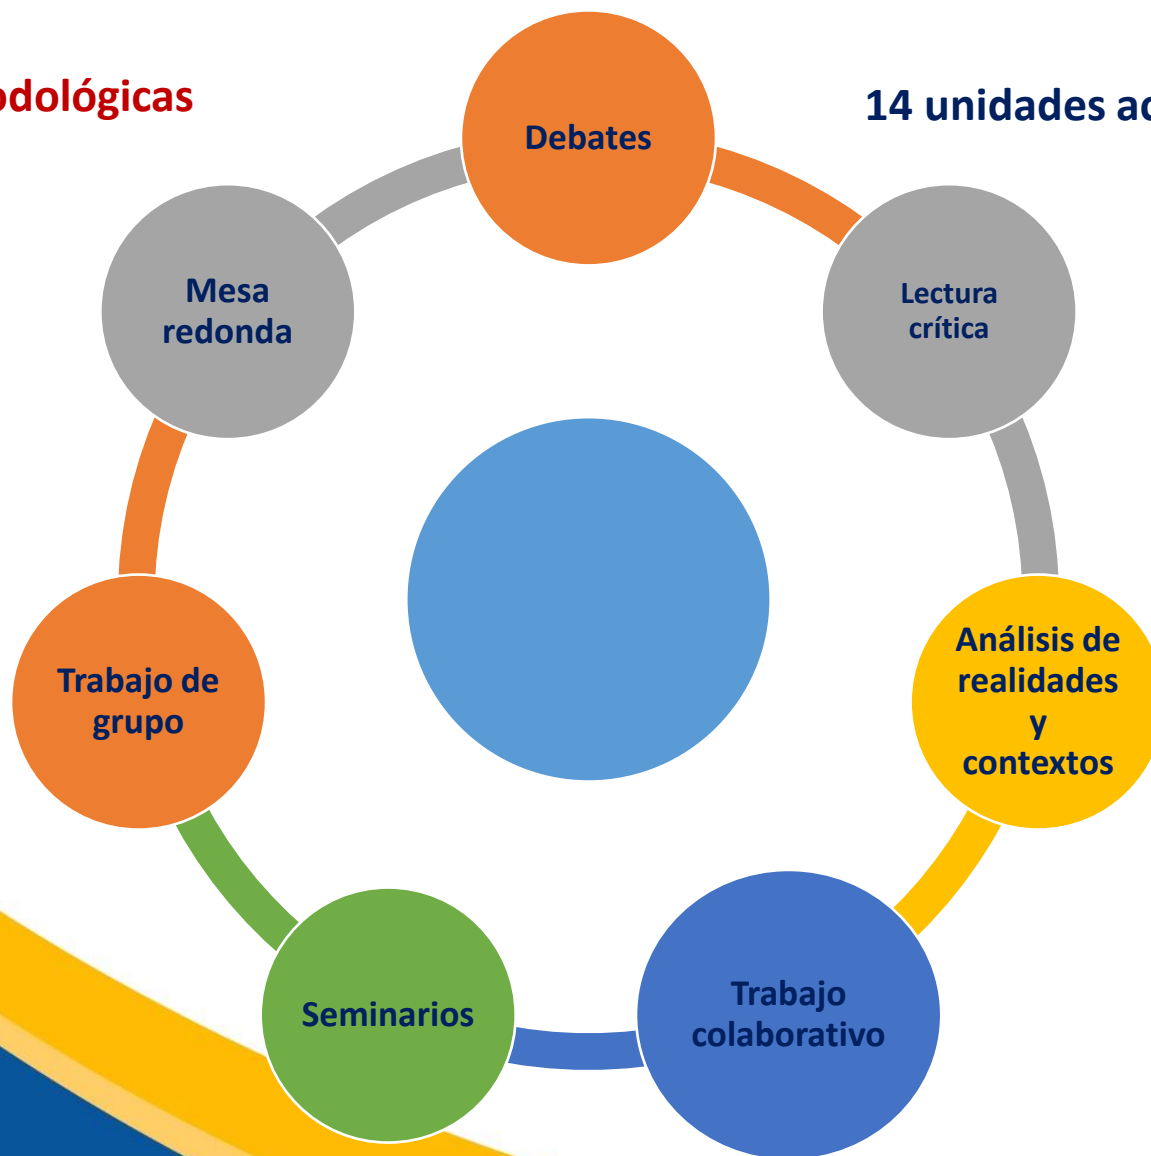 odológicas
14 unidades ac
Debates
Mesa
redonda
Lectura
crítica
Trabajo de
grupo
Análisis de
realidades
y
contextos
Seminarios
Trabajo
colaborativo